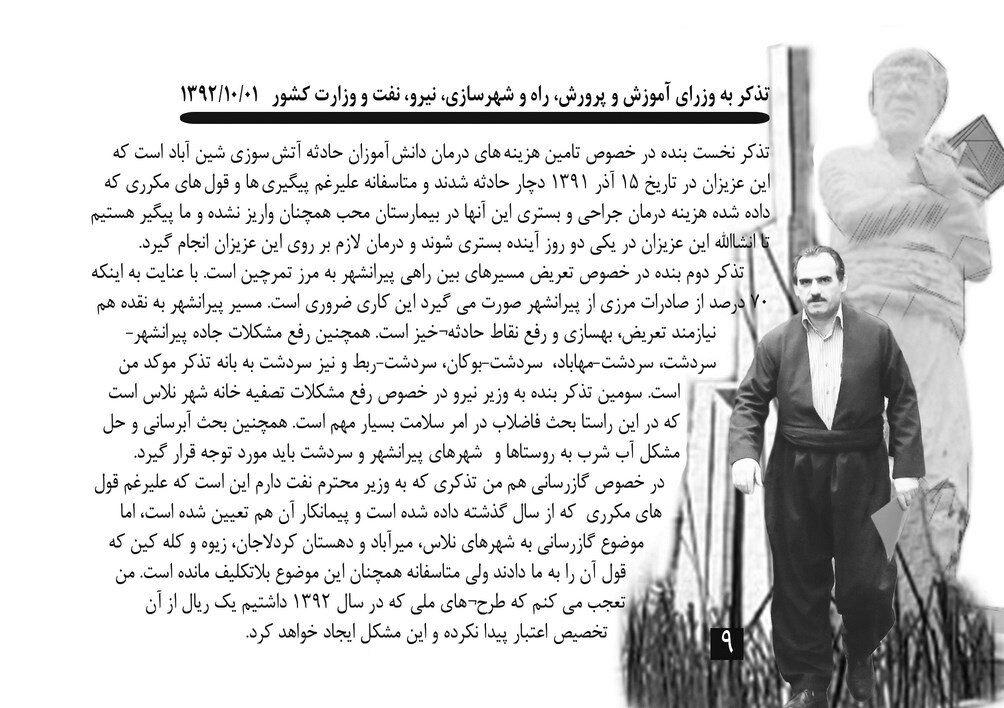 تذکر به وزرای آموزش و پرورش، راه و شهرسازی، نیرو، نفت و وزارت کشور ۱۳۹۲/۱۰/۰۱
تذکر نخست بنده در خصوص تامین هزینه های درمان دانش آموزان حادثه آتش سوزی شین آباد است که
این عزیزان در تاریخ ۱۵ آذر ۱۳۹۱ دچار حادثه شدند و متاسفانه علیرغم پیگیری ها و قول های مکرری که
داده شده هزینه درمان جراحی و بستری این آنها در بیمارستان محب همچنان واریز نشده و ما پیگیر هستیم
تا انشاالله این عزیزان در یکی دو روز آینده بستری شوند و درمان لازم بر روی این عزیزان انجام گیرد.
تذکر دوم بنده در خصوص تعریض مسیرهای بین راهی پیرانشهر به مرز تمرچین است. با عنایت به اینکه
۷۰ درصد از صادرات مرزی از پیرانشهر صورت می گیرد این کاری ضروری است. مسیر پیرانشهر به نقده هم
نیازمند تعریض، بهسازی و رفع نقاط حادثه¬خیز است. همچنین رفع مشکلات جاده پیرانشهر-
سردشت، سردشت-مهاباد، سردشت-بوکان، سردشت-ربط و نیز سردشت به بانه تذکر موکد من
است. سومین تذکر بنده به وزیر نیرو در خصوص رفع مشکلات تصفیه خانه شهر نلاس است
که در این راستا بحث فاضلاب در امر سلامت بسیار مهم است. همچنین بحث آبرسانی و حل
مشکل آب شرب به روستاها و شهرهای پیرانشهر و سردشت باید مورد توجه قرار گیرد.
در خصوص گازرسانی هم من تذکری که به وزیر محترم نفت دارم این است که علیرغم قول
های مکرری که از سال گذشته داده شده است و پیمانکار آن هم تعیین شده است، اما
موضوع گازرسانی به شهرهای نلاس، میرآباد و دهستان کردلاجان، زیوه و کله کین که
قول آن را به ما دادند ولی متاسفانه همچنان این موضوع بلاتکلیف مانده است. من
تعجب می کنم که طرح¬های ملی که در سال ۱۳۹۲ داشتیم یک ریال از آن
تخصیص اعتبار پیدا نکرده و این مشکل ایجاد خواهد کرد.
۹